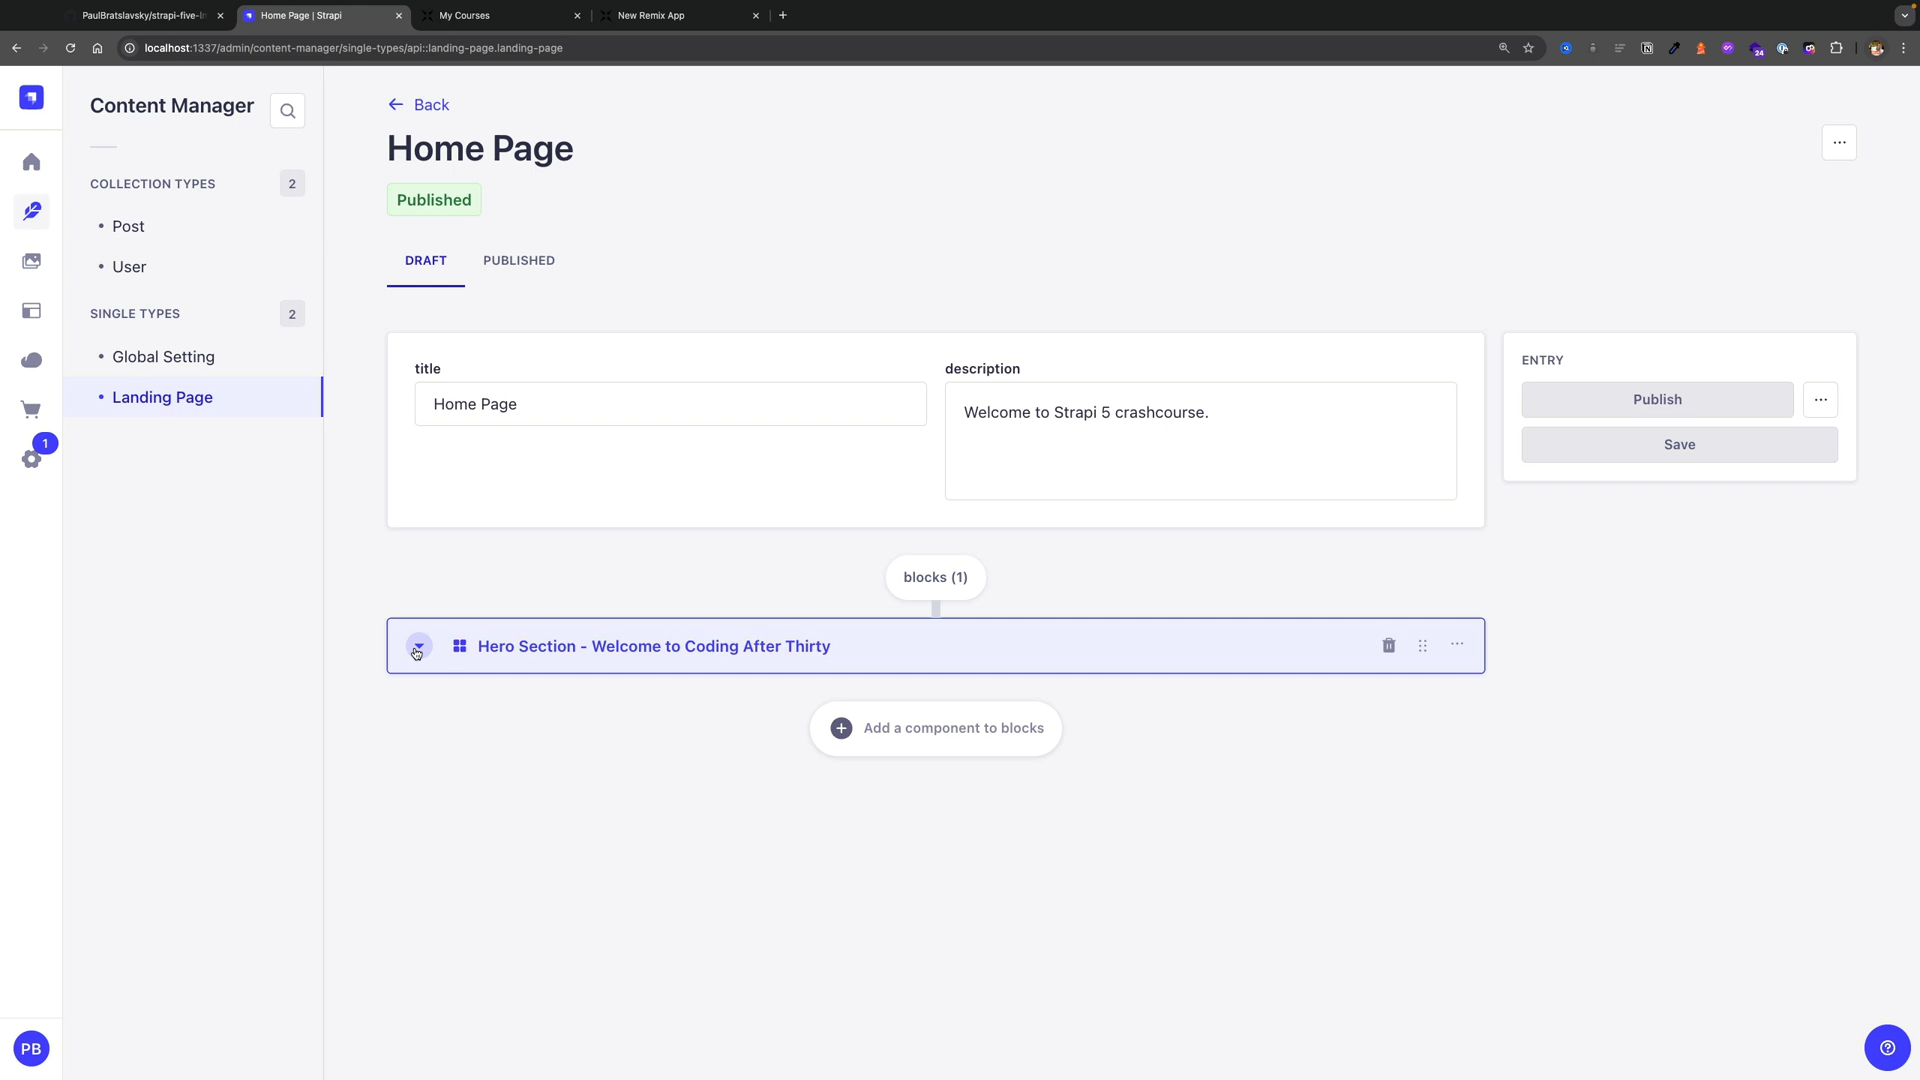 PaulBratslavsky/strapi-five-In
Home Page | Strapi
My Courses
New Remix App
localhost:1337/admin/content-manager/single-types/api::landing-page.landing-page
24
Content Manager
COLLECTION TYPES 2
Post
User
SINGLE TYPES 2
Global Setting
Landing Page
1
PB
Back
Home Page
Published
DRAFT PUBLISHED
title
Home Page
description
Welcome to Strapi 5 crashcourse.
ENTRY
Publish
Save
blocks (1)
Hero Section - Welcome to Coding After Thirty
Add a component to blocks